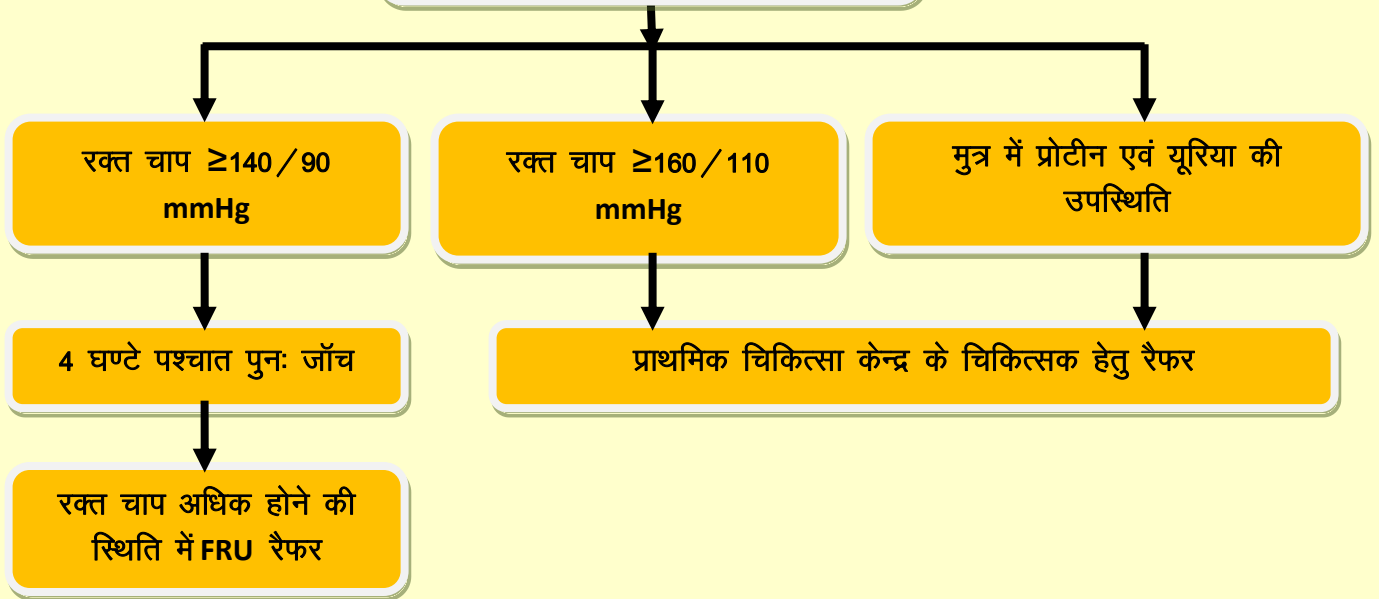 रक्त चाप ≥140/90
mmHg
रक्त चाप ≥160/110
mmHg
मुत्र में प्रोटीन एवं यूरिया की
उपस्थिति
4 घण्टे पश्चात पुनः जॉच
प्राथमिक चिकित्सा केन्द्र के चिकित्सक हेतु रैफर
रक्त चाप अधिक होने की
स्थिति में FRU रैफर